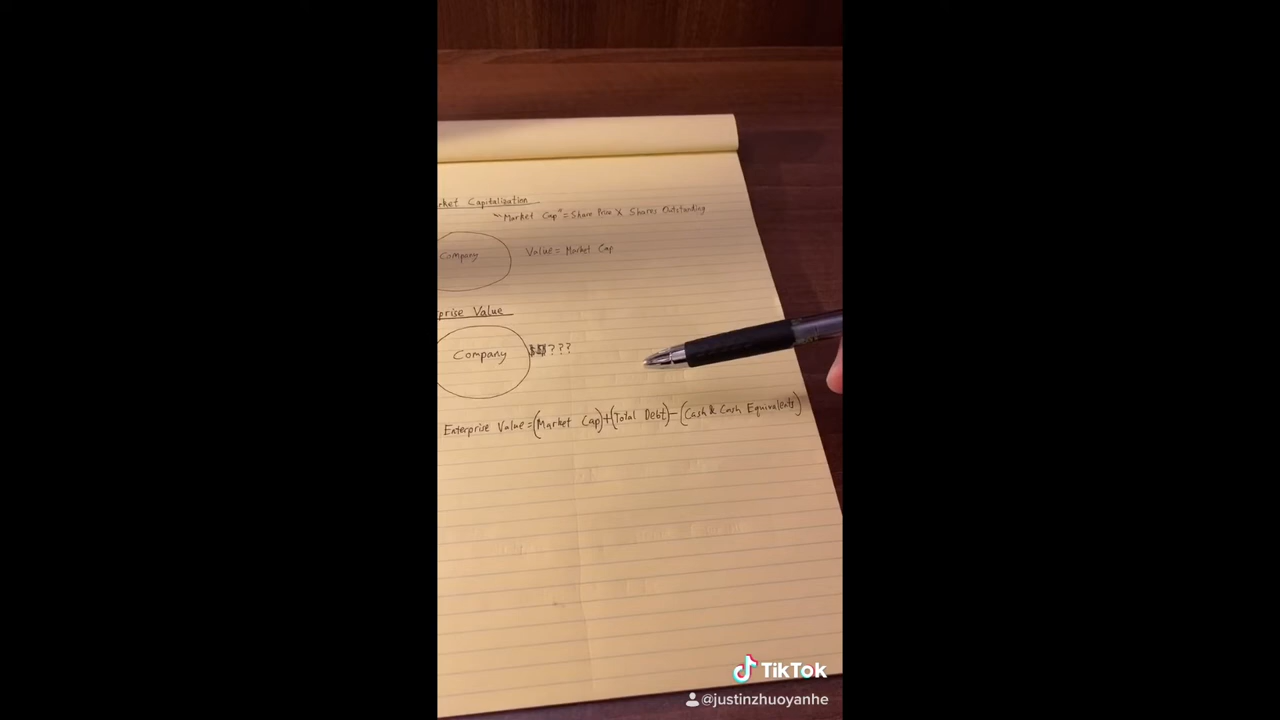 rket Capitalization
"Market Cap" = Share Price X Shares Outstanding
Company
Value = Market Cap
prise Value
Company
???
Enterprise Value = (Market Cap) + (Total Debt) - (Cash & Cash Equivalents)
TikTok
@justinzhuoyanhe